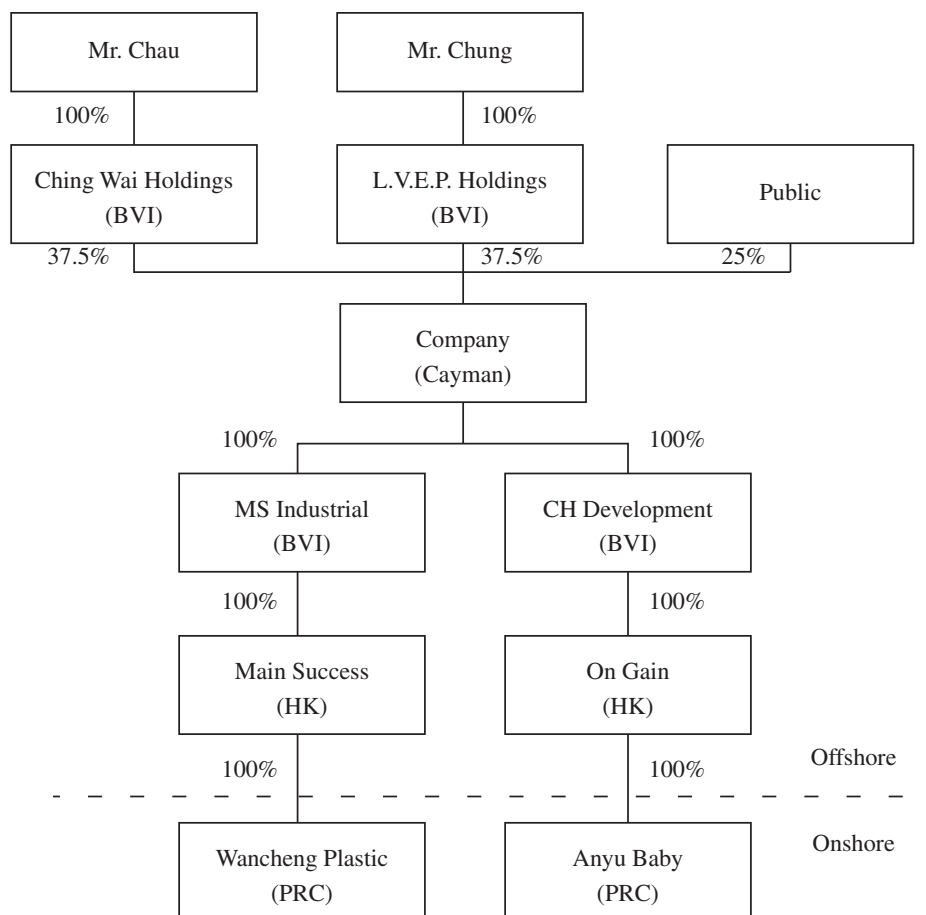 Mr. Chau
Mr. Chung
100%
100%
Ching Wai Holdings
(BVI)
L.V.E.P. Holdings
(BVI)
Public
37.5%
37.5%
25%
Company
(Cayman)
100%
100%
MS Industrial
(BVI)
CH Development
(BVI)
100%
100%
Main Success
(HK)
On Gain
(HK)
Offshore
100%
100%
Onshore
Wancheng Plastic
(PRC)
Anyu Baby
(PRC)